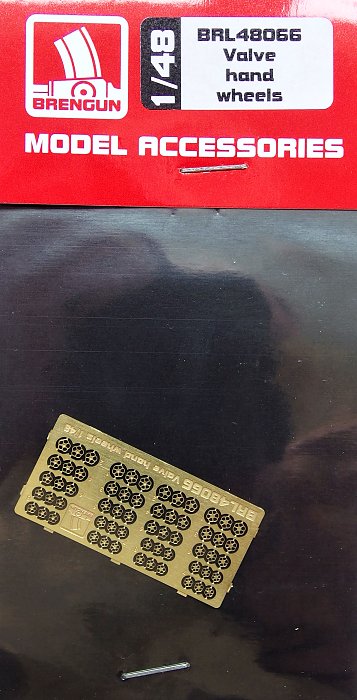 BRENGUN
1/48
BRL48066
Valve
hand
wheels
MODEL ACCESSORIES
BRL48066 Valve hand wheels 1/48